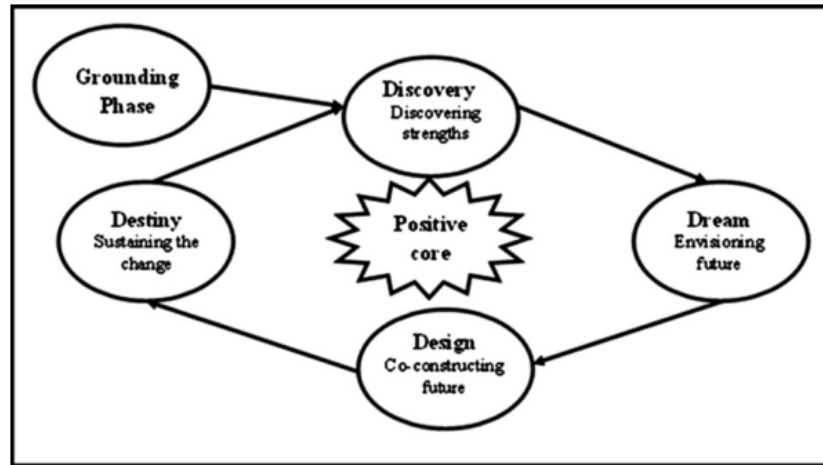 Grounding
Phase
Discovery
Discovering
strengths
Destiny
Sustaining the
change
Positive
core
Dream
Envisioning
future
Design
Co-constructing
future